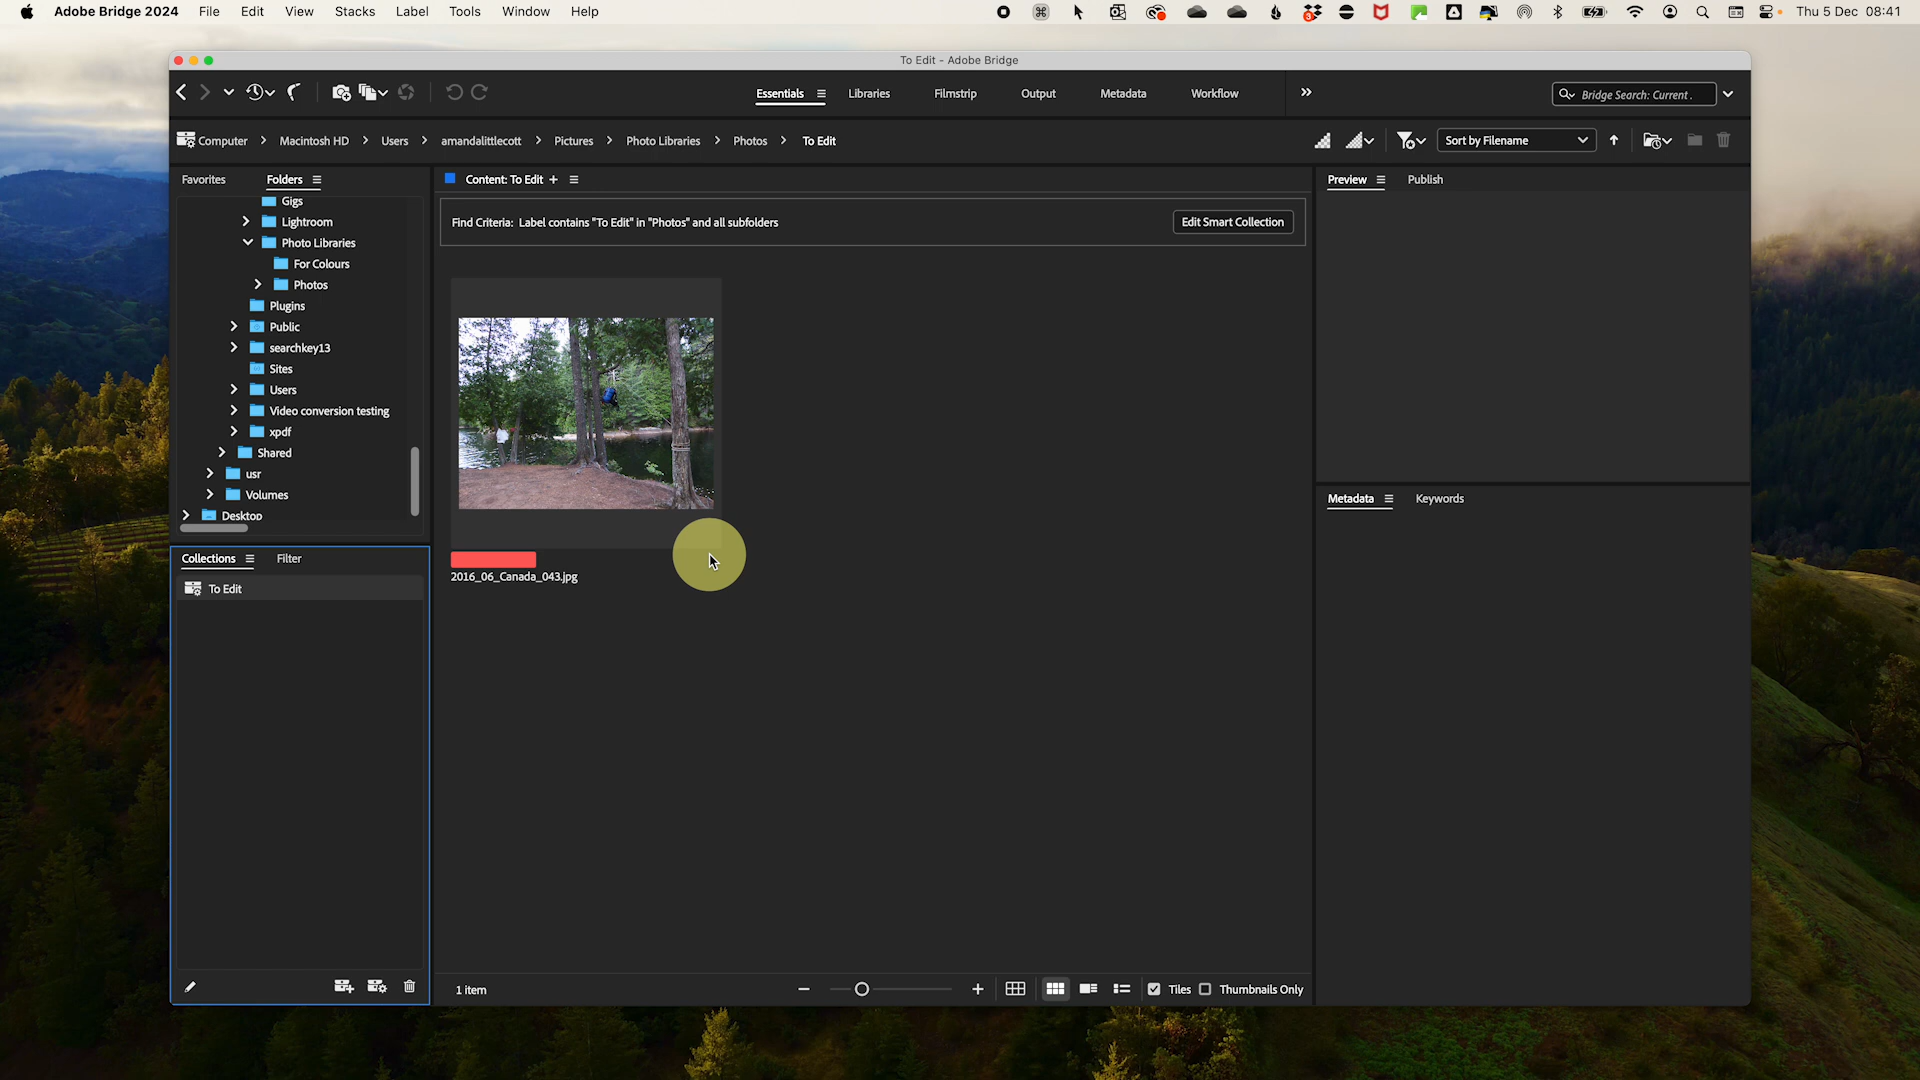 Adobe Bridge 2024 File Edit View Stacks Label Tools Window Help 3 Thu 5 Dec 08:41
To Edit - Adobe Bridge
Essentials Libraries Filmstrip Output Metadata Workflow Bridge Search: Current .
Computer Macintosh HD Users amandalittlecott Pictures Photo Libraries Photos To Edit Sort by Filename
Favorites Folders
Content: To Edit
Preview Publish
Gigs
Lightroom
Photo Libraries
For Colours
Photos
Plugins
Public
searchkey13
Sites
Users
Video conversion testing
xpdf
Shared
usr
Volumes
Desktop
Find Criteria: Label contains "To Edit" in "Photos" and all subfolders Edit Smart Collection
2016_06_Canada_043.jpg
Metadata Keywords
Collections Filter
To Edit
1 item Tiles Thumbnails Only